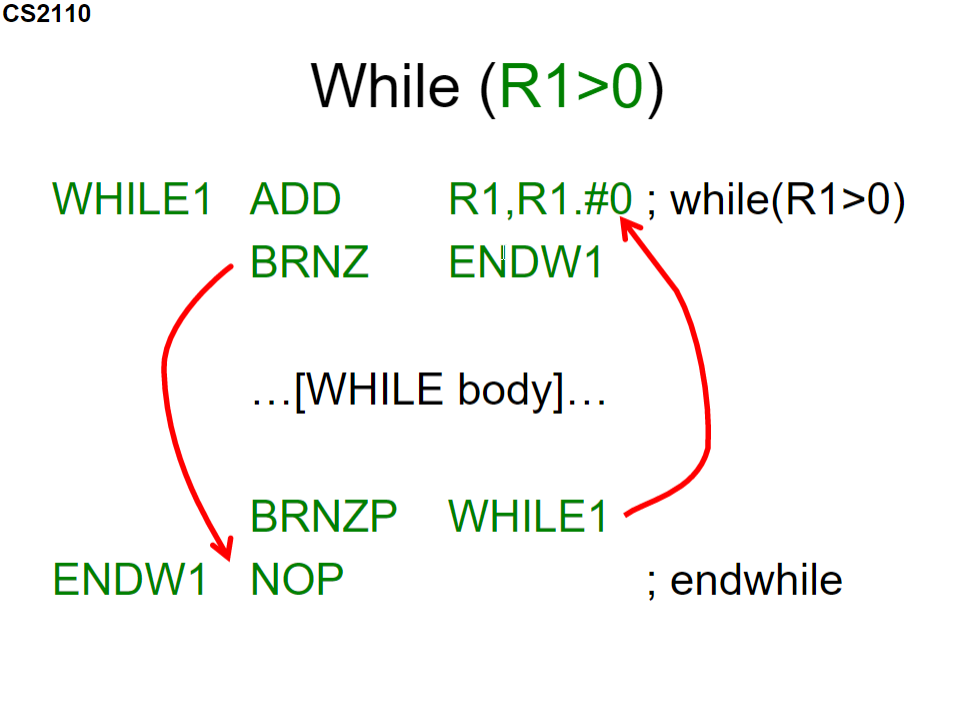 CS2110
While (R1>0)
WHILE1 ADD R1,R1.#0 ; while(R1>0)
BRNZ ENDW1
…[WHILE body]…
BRNZP WHILE1
ENDW1 NOP ; endwhile